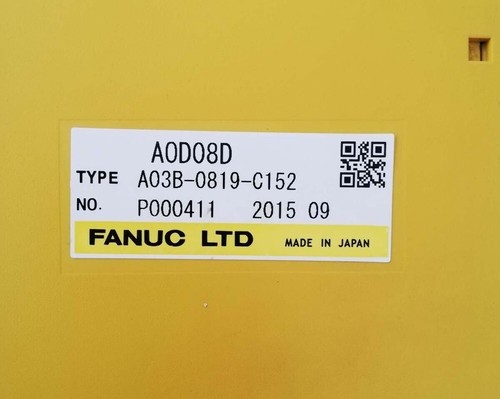 A0D08D
TYPE A03B-0819-C152
NO. P000411 2015 09
FANUC LTD MADE IN JAPAN